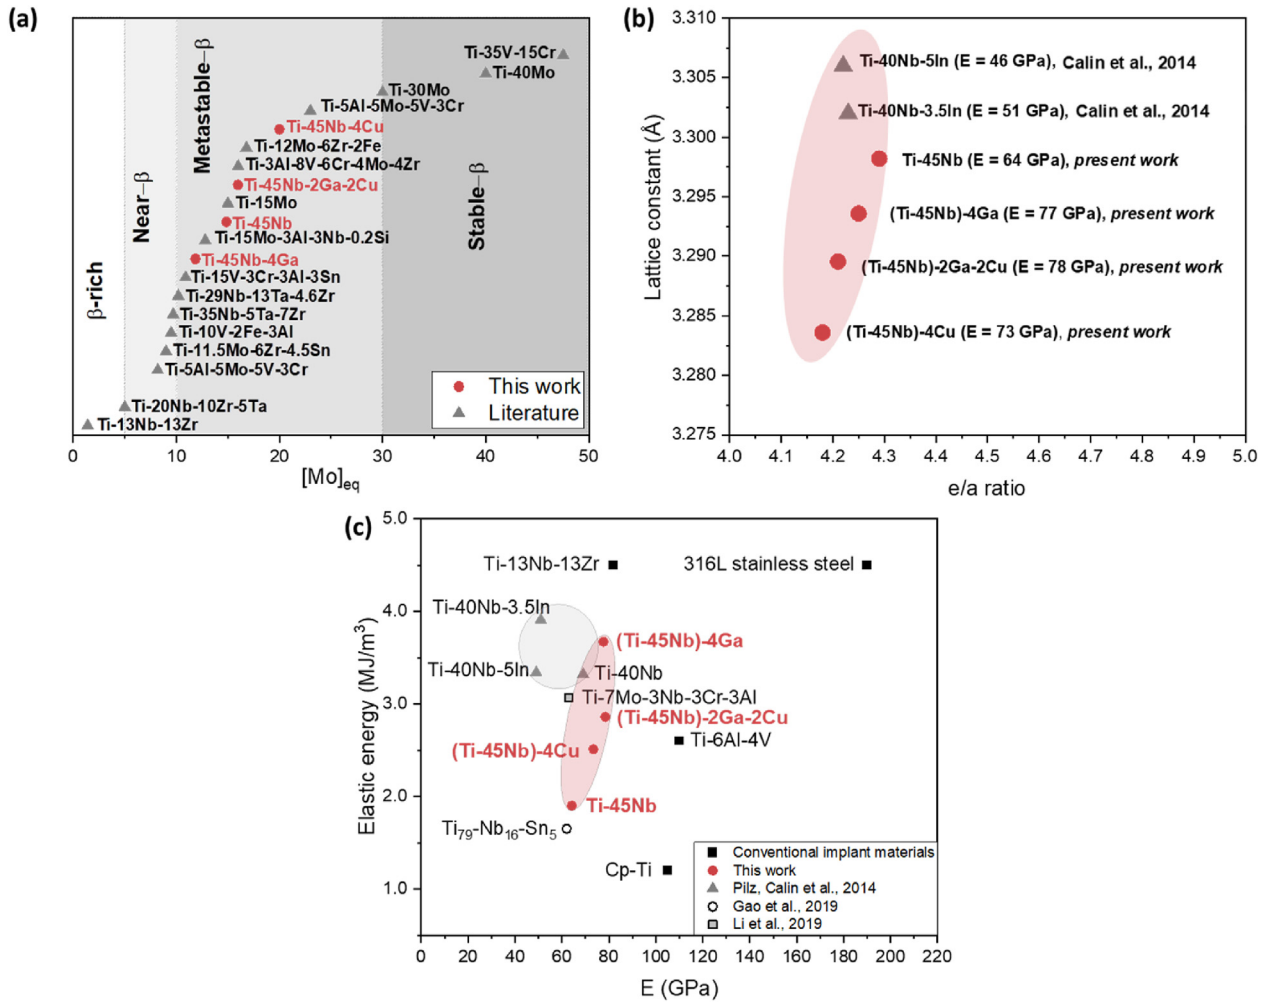 (a)
β-rich
Near–β
Metastable–β
Stable–β
Ti-35V-15Cr
Ti-40Mo
Ti-30Mo
Ti-5Al-5Mo-5V-3Cr
Ti-45Nb-4Cu
Ti-12Mo-6Zr-2Fe
Ti-3Al-8V-6Cr-4Mo-4Zr
Ti-45Nb-2Ga-2Cu
Ti-15Mo
Ti-45Nb
Ti-15Mo-3Al-3Nb-0.2Si
Ti-45Nb-4Ga
Ti-15V-3Cr-3Al-3Sn
Ti-29Nb-13Ta-4.6Zr
Ti-35Nb-5Ta-7Zr
Ti-10V-2Fe-3Al
Ti-11.5Mo-6Zr-4.5Sn
Ti-5Al-5Mo-5V-3Cr
Ti-20Nb-10Zr-5Ta
Ti-13Nb-13Zr
This work
Literature
0 10 20 30 40 50
[Mo]eq
(b)
Lattice constant (Å)
3.310
3.305
3.300
3.295
3.290
3.285
3.280
3.275
Ti-40Nb-5In (E = 46 GPa), Calin et al., 2014
Ti-40Nb-3.5In (E = 51 GPa), Calin et al., 2014
Ti-45Nb (E = 64 GPa), present work
(Ti-45Nb)-4Ga (E = 77 GPa), present work
(Ti-45Nb)-2Ga-2Cu (E = 78 GPa), present work
(Ti-45Nb)-4Cu (E = 73 GPa), present work
4.0 4.1 4.2 4.3 4.4 4.5 4.6 4.7 4.8 4.9 5.0
e/a ratio
(c)
Elastic energy (MJ/m³)
5.0
4.0
3.0
2.0
1.0
Ti-13Nb-13Zr
316L stainless steel
Ti-40Nb-3.5In
(Ti-45Nb)-4Ga
Ti-40Nb-5In
Ti-40Nb
Ti-7Mo-3Nb-3Cr-3Al
(Ti-45Nb)-2Ga-2Cu
Ti-6Al-4V
(Ti-45Nb)-4Cu
Ti-45Nb
Ti79-Nb16-Sn5
Cp-Ti
Conventional implant materials
This work
Pilz, Calin et al., 2014
Gao et al., 2019
Li et al., 2019
0 20 40 60 80 100 120 140 160 180 200 220
E (GPa)